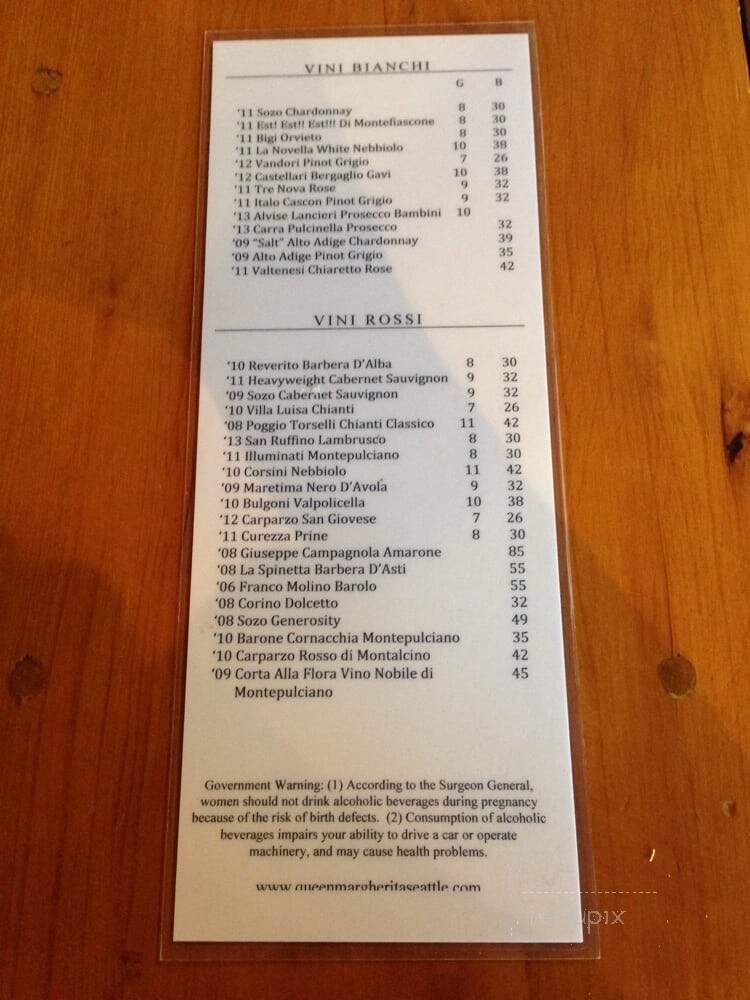 VINI BIANCHI
G B
'11 Sozo Chardonnay 8 30
'11 Est! Est!! Est!!! Di Montefiascone 8 30
'11 Bigi Orvieto 8 30
'11 La Novella White Nebbiolo 10 38
'12 Vandori Pinot Grigio 7 26
'12 Castellari Bergaglio Gavi 10 38
'11 Tre Nova Rose 9 32
'11 Italo Cascon Pinot Grigio 9 32
'13 Alvise Lancieri Prosecco Bambini 10
'13 Carra Pulcinella Prosecco 32
'09 "Salt" Alto Adige Chardonnay 39
'09 Alto Adige Pinot Grigio 35
'11 Valtenesi Chiaretto Rose 42
VINI ROSSI
'10 Reverito Barbera D'Alba 8 30
'11 Heavyweight Cabernet Sauvignon 9 32
'09 Sozo Cabernet Sauvignon 9 32
'10 Villa Luisa Chianti 7 26
'08 Poggio Torselli Chianti Classico 11 42
'13 San Ruffino Lambrusco 8 30
'11 Illuminati Montepulciano 8 30
'10 Corsini Nebbiolo 11 42
'09 Maretima Nero D'Avola 9 32
'10 Bulgoni Valpolicella 10 38
'12 Carparzo San Giovese 7 26
'11 Curezza Prine 8 30
'08 Giuseppe Campagnola Amarone 85
'08 La Spinetta Barbera D'Asti 55
'06 Franco Molino Barolo 55
'08 Corino Dolcetto 32
'08 Sozo Generosity 49
'10 Barone Cornacchia Montepulciano 35
'10 Carparzo Rosso di Montalcino 42
'09 Corta Alla Flora Vino Nobile di 45
Montepulciano
Government Warning: (1) According to the Surgeon General,
women should not drink alcoholic beverages during pregnancy
because of the risk of birth defects. (2) Consumption of alcoholic
beverages impairs your ability to drive a car or operate
machinery, and may cause health problems.
www.queenmargheritaseattle.com